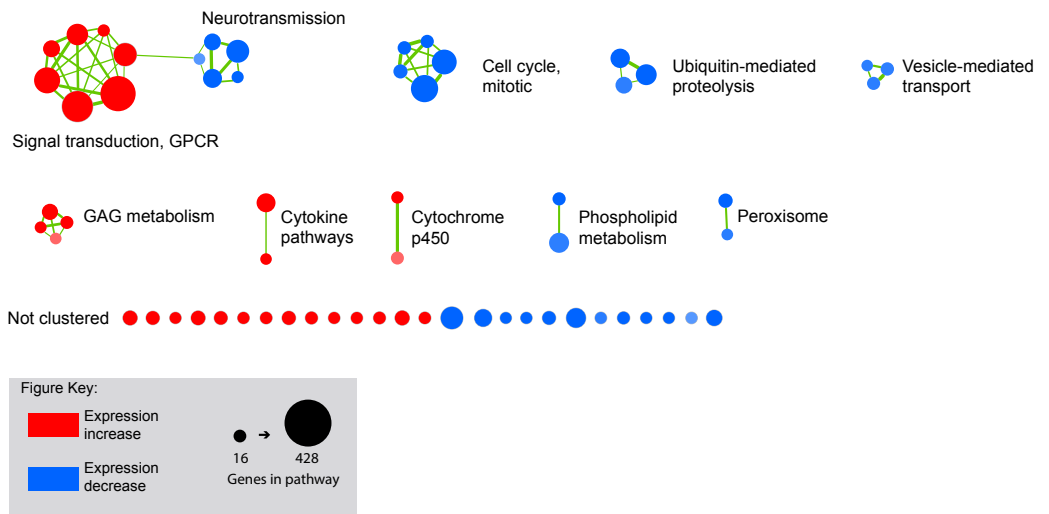 Neurotransmission
Signal transduction, GPCR
Cell cycle,
mitotic
Ubiquitin-mediated
proteolysis
Vesicle-mediated
transport
GAG metabolism
Cytokine
pathways
Cytochrome
p450
Phospholipid
metabolism
Peroxisome
Not clustered
Figure Key:
Expression
increase
Expression
decrease
16 428
Genes in pathway